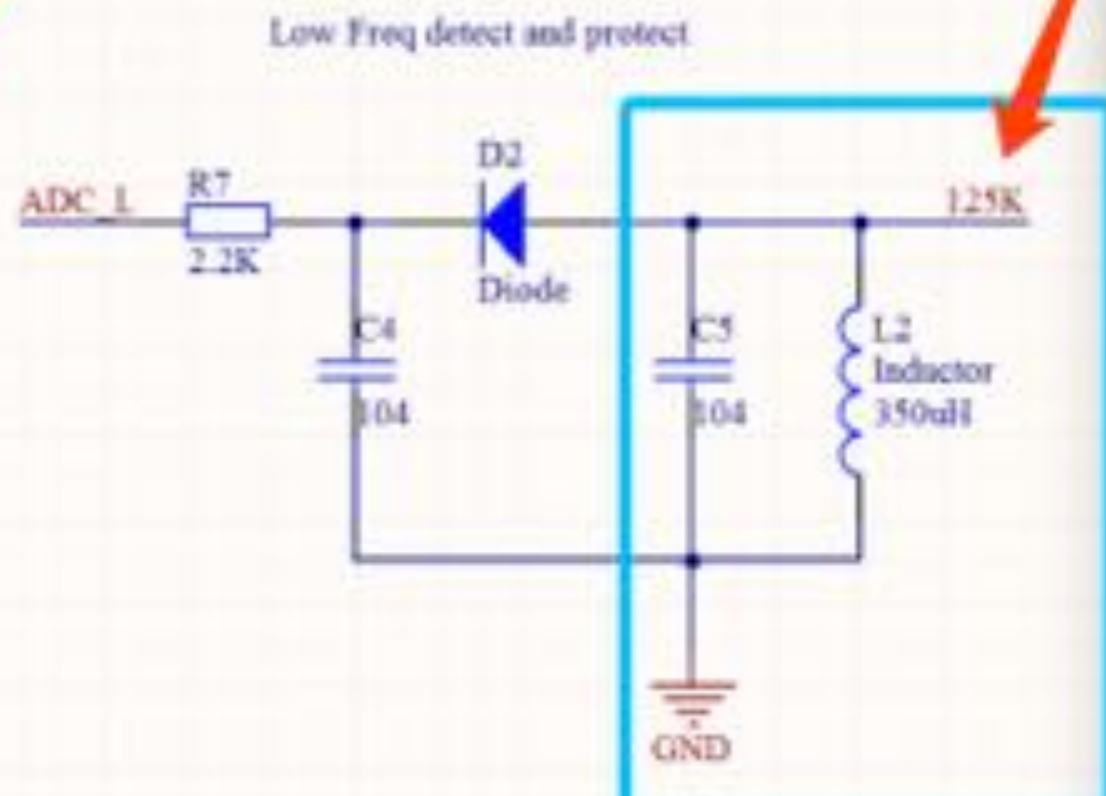 Low Freq detect and protect
D2
R7
ADC_L
125K
2.2K
Diode
C4
C5
L2
Inductor
104
104
350uH
GND